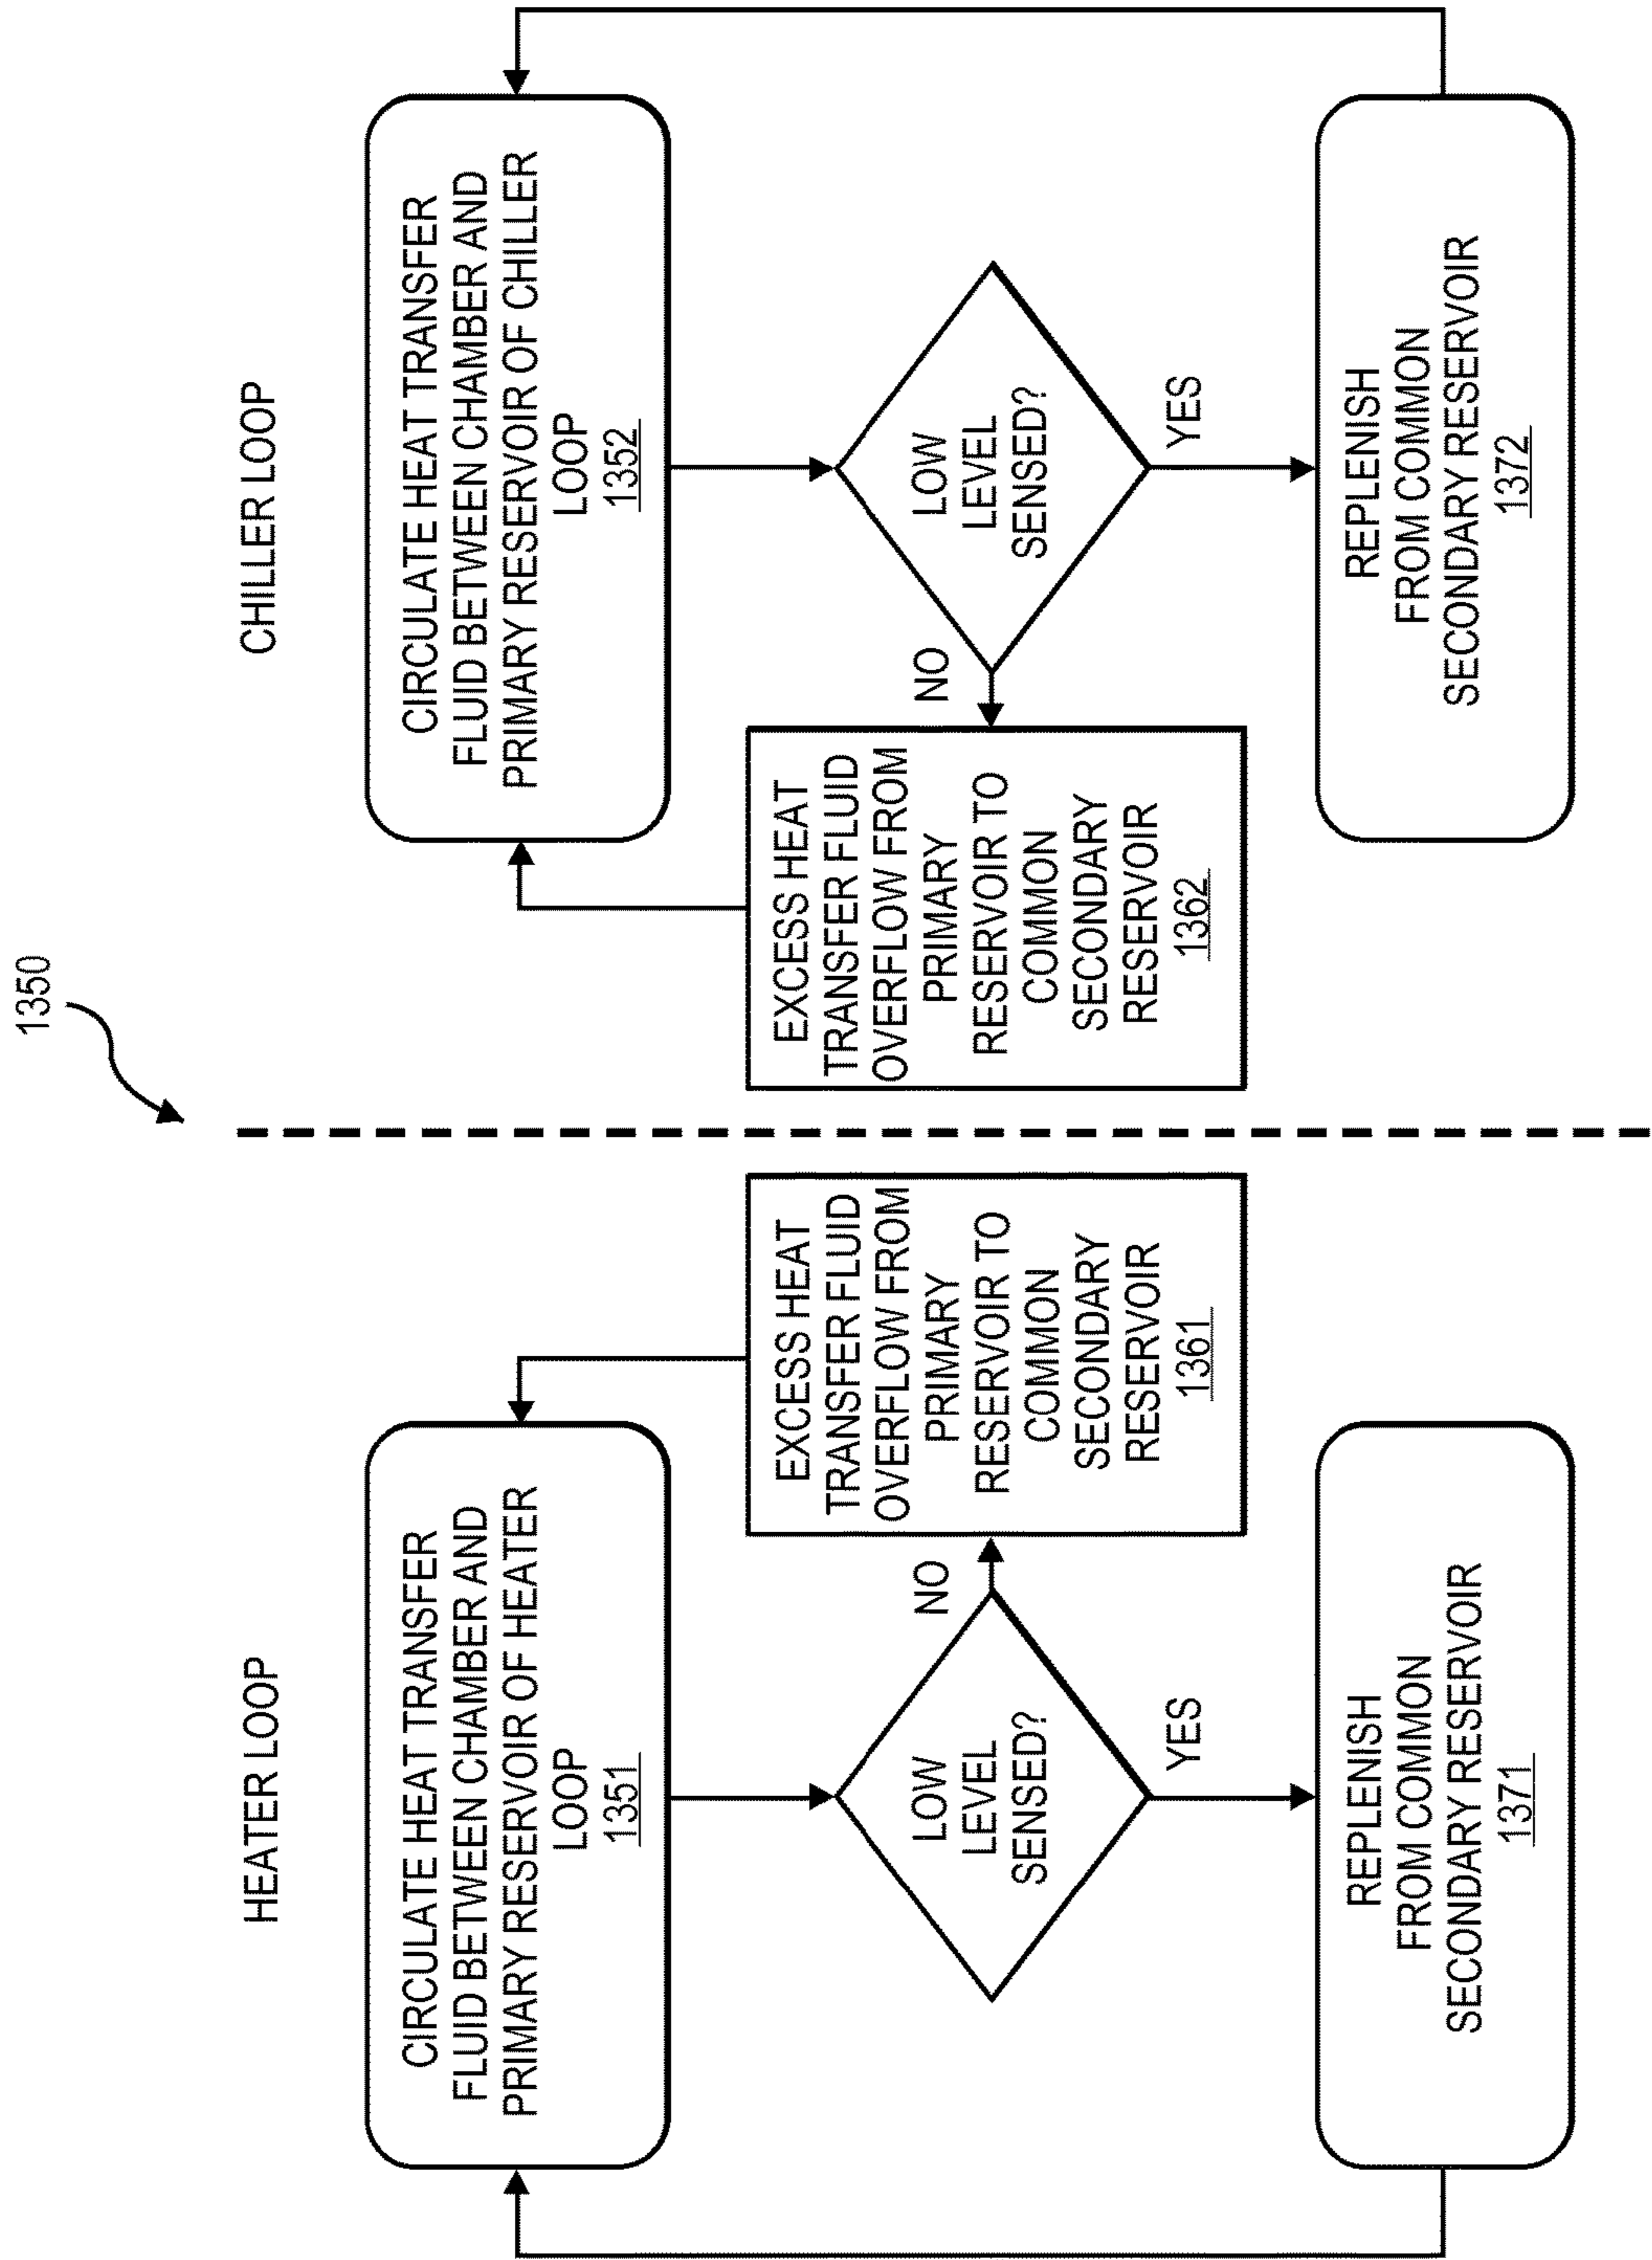 1350
HEATER LOOP
CIRCULATE HEAT TRANSFER
FLUID BETWEEN CHAMBER AND
PRIMARY RESERVOIR OF HEATER
LOOP
1351
LOW
LEVEL
SENSED?
NO
YES
EXCESS HEAT
TRANSFER FLUID
OVERFLOW FROM
PRIMARY
RESERVOIR TO
COMMON
SECONDARY
RESERVOIR
1361
REPLENISH
FROM COMMON
SECONDARY RESERVOIR
1371
CHILLER LOOP
CIRCULATE HEAT TRANSFER
FLUID BETWEEN CHAMBER AND
PRIMARY RESERVOIR OF CHILLER
LOOP
1352
LOW
LEVEL
SENSED?
NO
YES
EXCESS HEAT
TRANSFER FLUID
OVERFLOW FROM
PRIMARY
RESERVOIR TO
COMMON
SECONDARY
RESERVOIR
1362
REPLENISH
FROM COMMON
SECONDARY RESERVOIR
1372